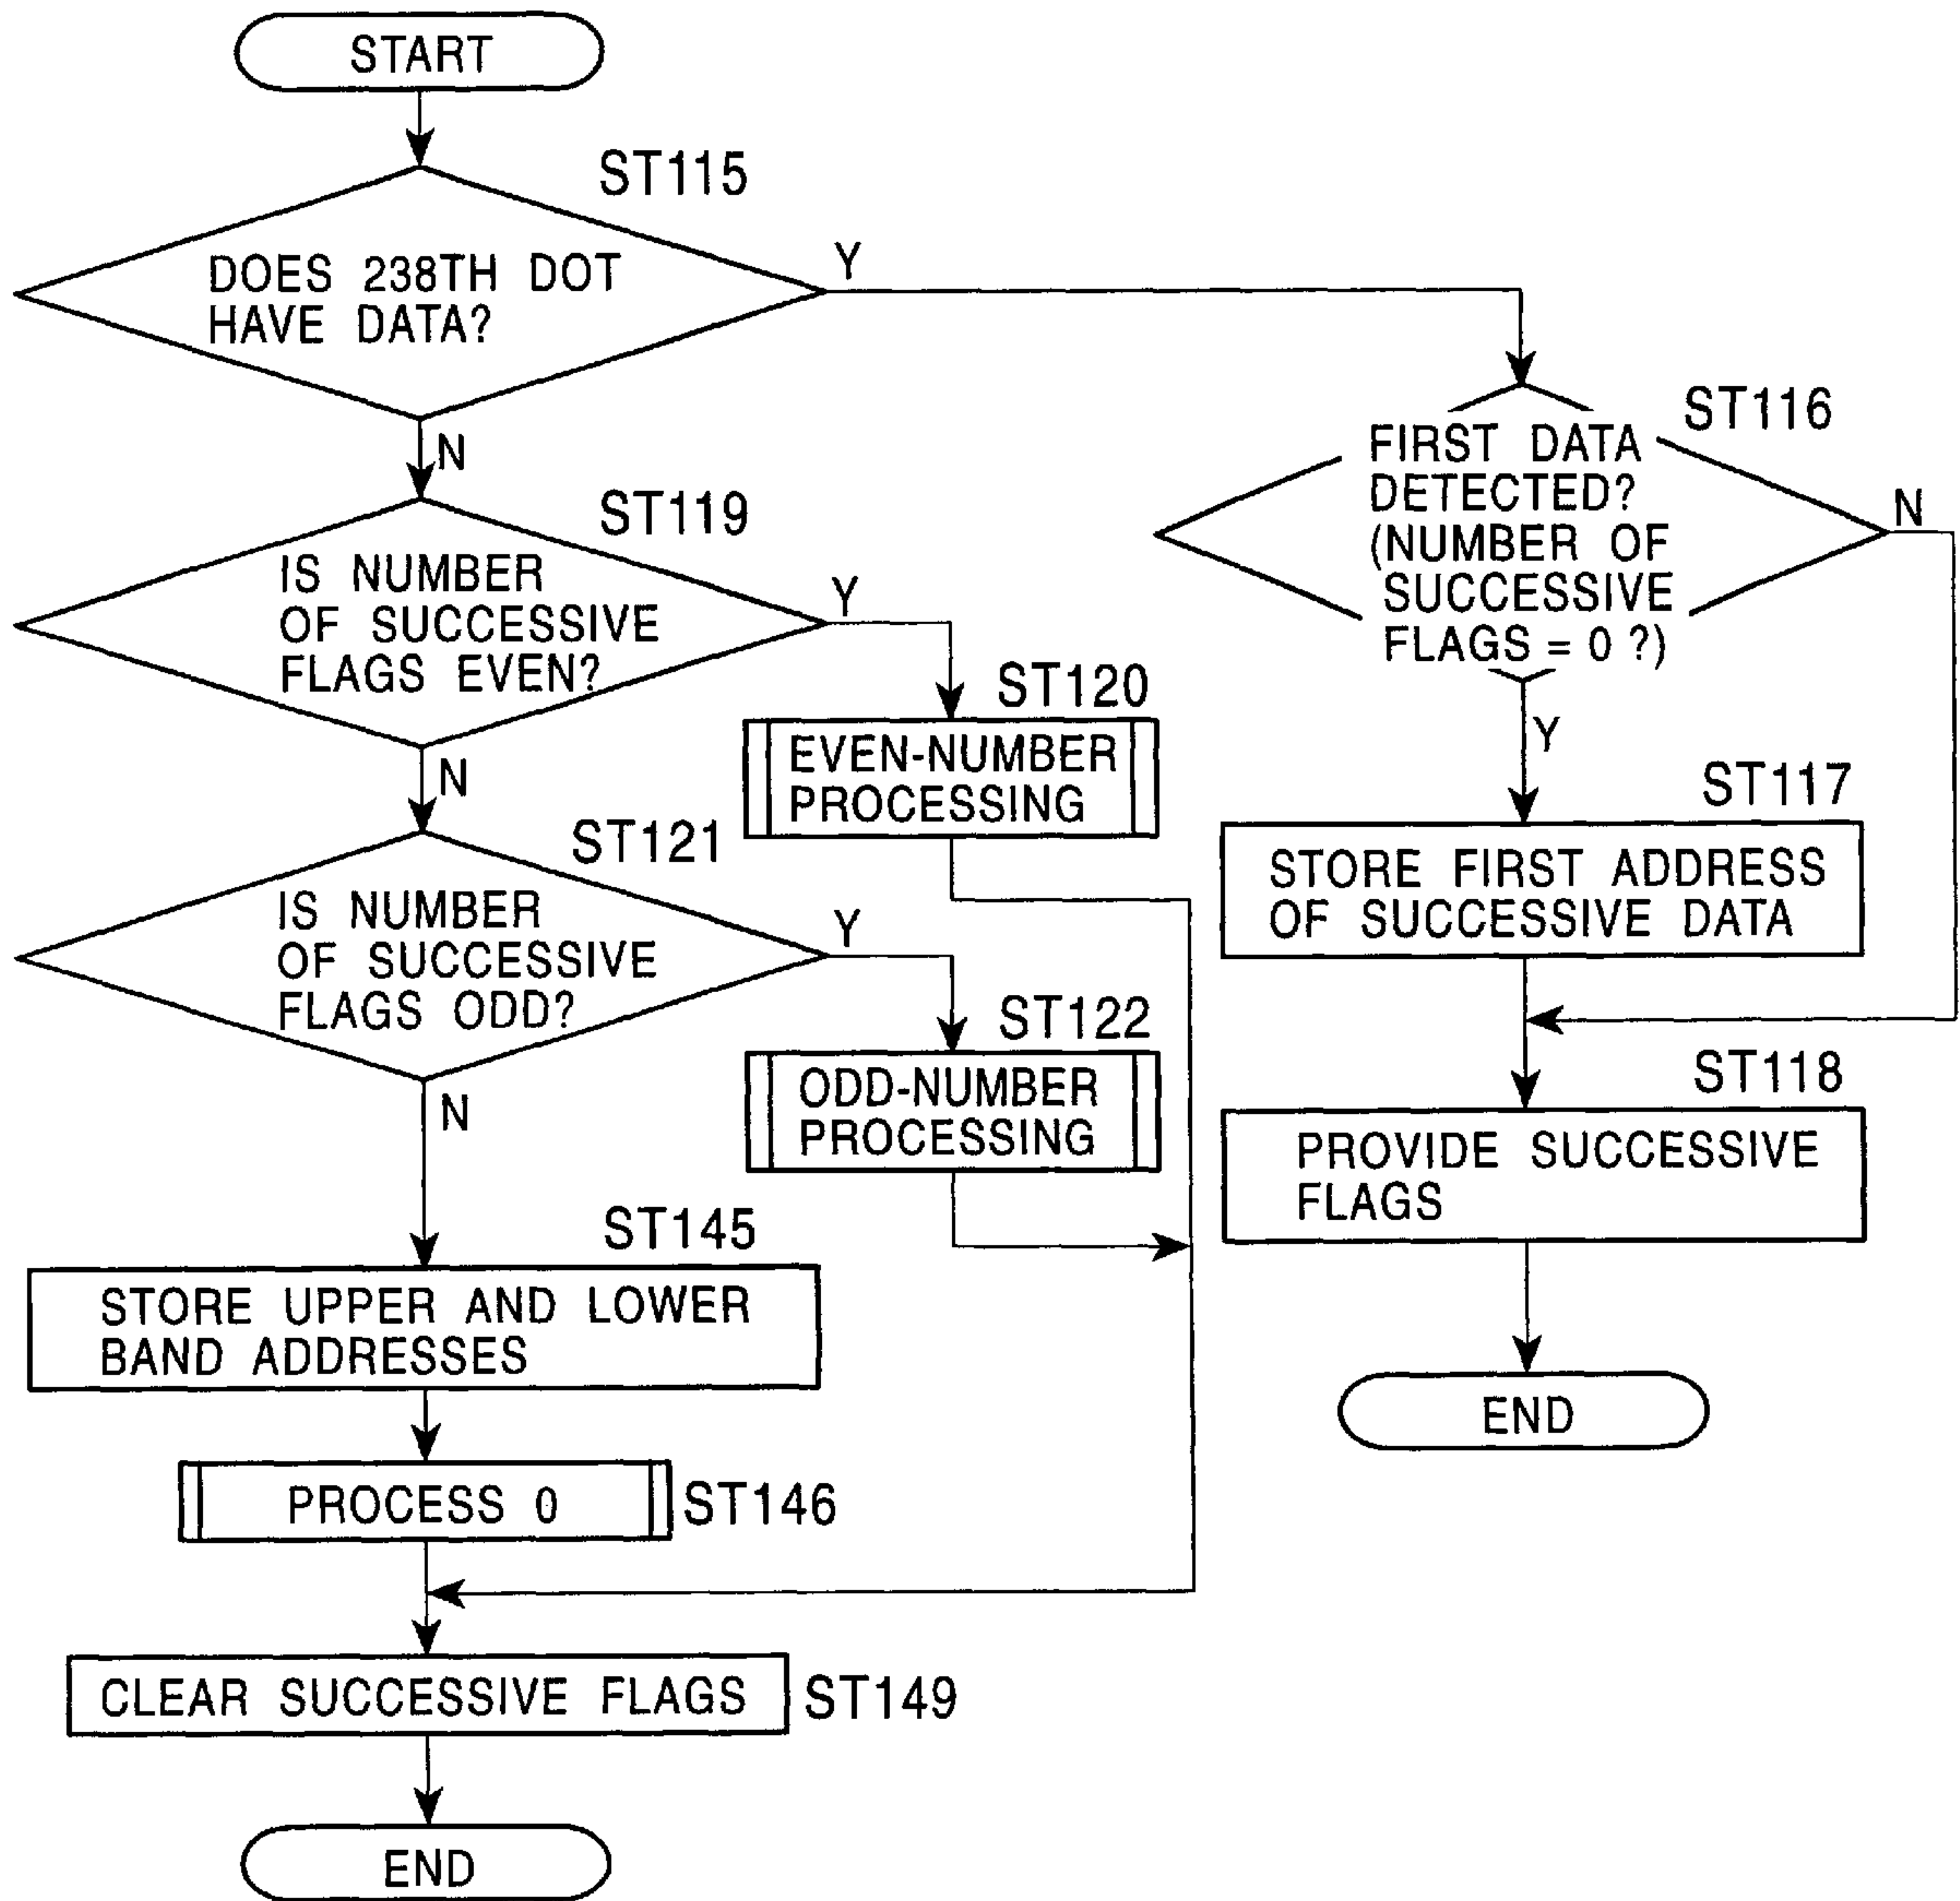 START
ST115
DOES 238TH DOT
HAVE DATA?
Y
N
ST116
FIRST DATA
DETECTED?
(NUMBER OF
SUCCESSIVE
FLAGS = 0 ?)
N
Y
ST119
IS NUMBER
OF SUCCESSIVE
FLAGS EVEN?
Y
N
ST120
EVEN-NUMBER
PROCESSING
ST117
STORE FIRST ADDRESS
OF SUCCESSIVE DATA
ST121
IS NUMBER
OF SUCCESSIVE
FLAGS ODD?
Y
N
ST122
ODD-NUMBER
PROCESSING
ST118
PROVIDE SUCCESSIVE
FLAGS
END
ST145
STORE UPPER AND LOWER
BAND ADDRESSES
PROCESS 0
ST146
CLEAR SUCCESSIVE FLAGS
ST149
END